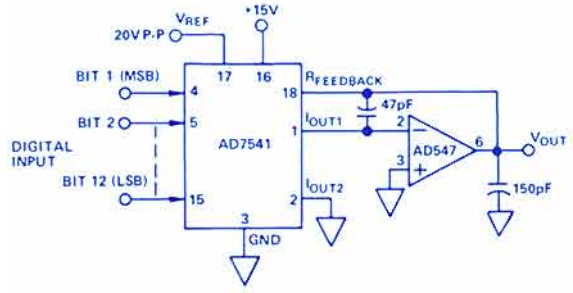 +15V
VREF
20V P-P
17 16
BIT 1 (MSB)
4
RFEEDBACK
18
47pF
BIT 2
5
IOUT1
1
2
6
VOUT
DIGITAL
INPUT
AD7541
AD547
3
150pF
BIT 12 (LSB)
15
IOUT2
2
3
GND